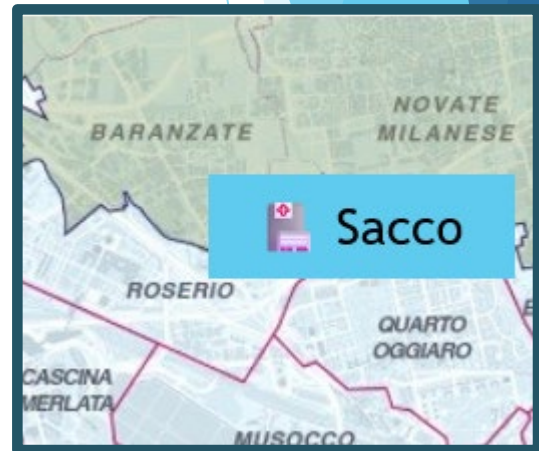 BARANZATE
NOVATE
MILANESE
Sacco
ROSERIO
QUARTO
OGGIARO
CASCINA
MERLATA
MUSOCCO